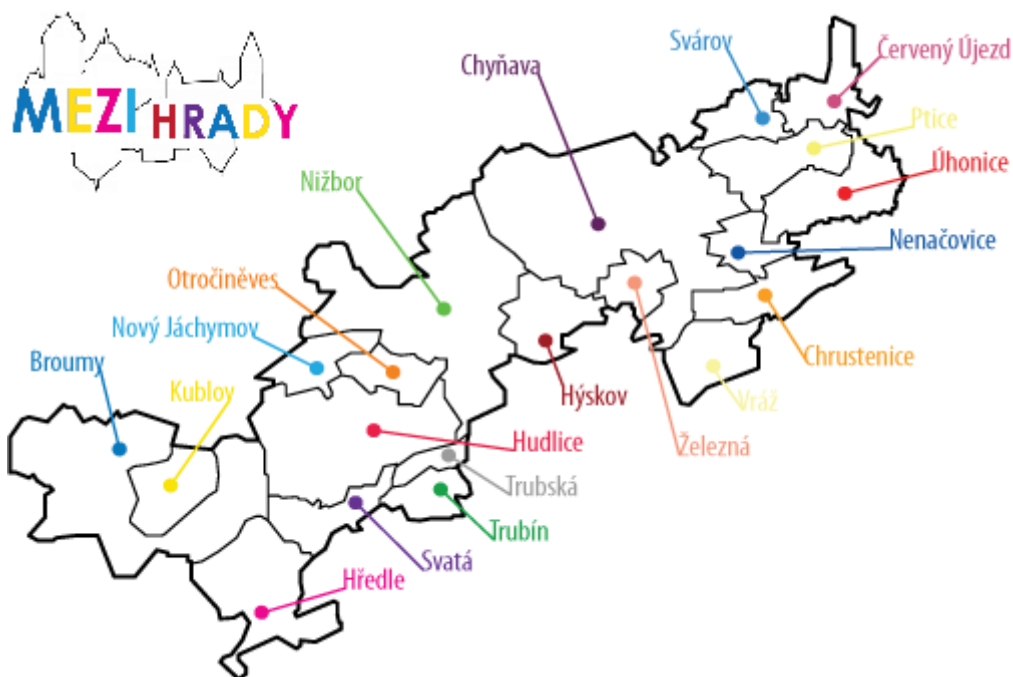 MEZI HRADY
Svárov
Červený Újezd
Chyňava
Ptice
Úhonice
Nižbor
Nenačovice
Otročiněves
Nový Jáchymov
Broumy
Kublov
Chrustenice
Hýskov
Vráž
Hudlice
Železná
Trubská
Trubín
Svatá
Hředle